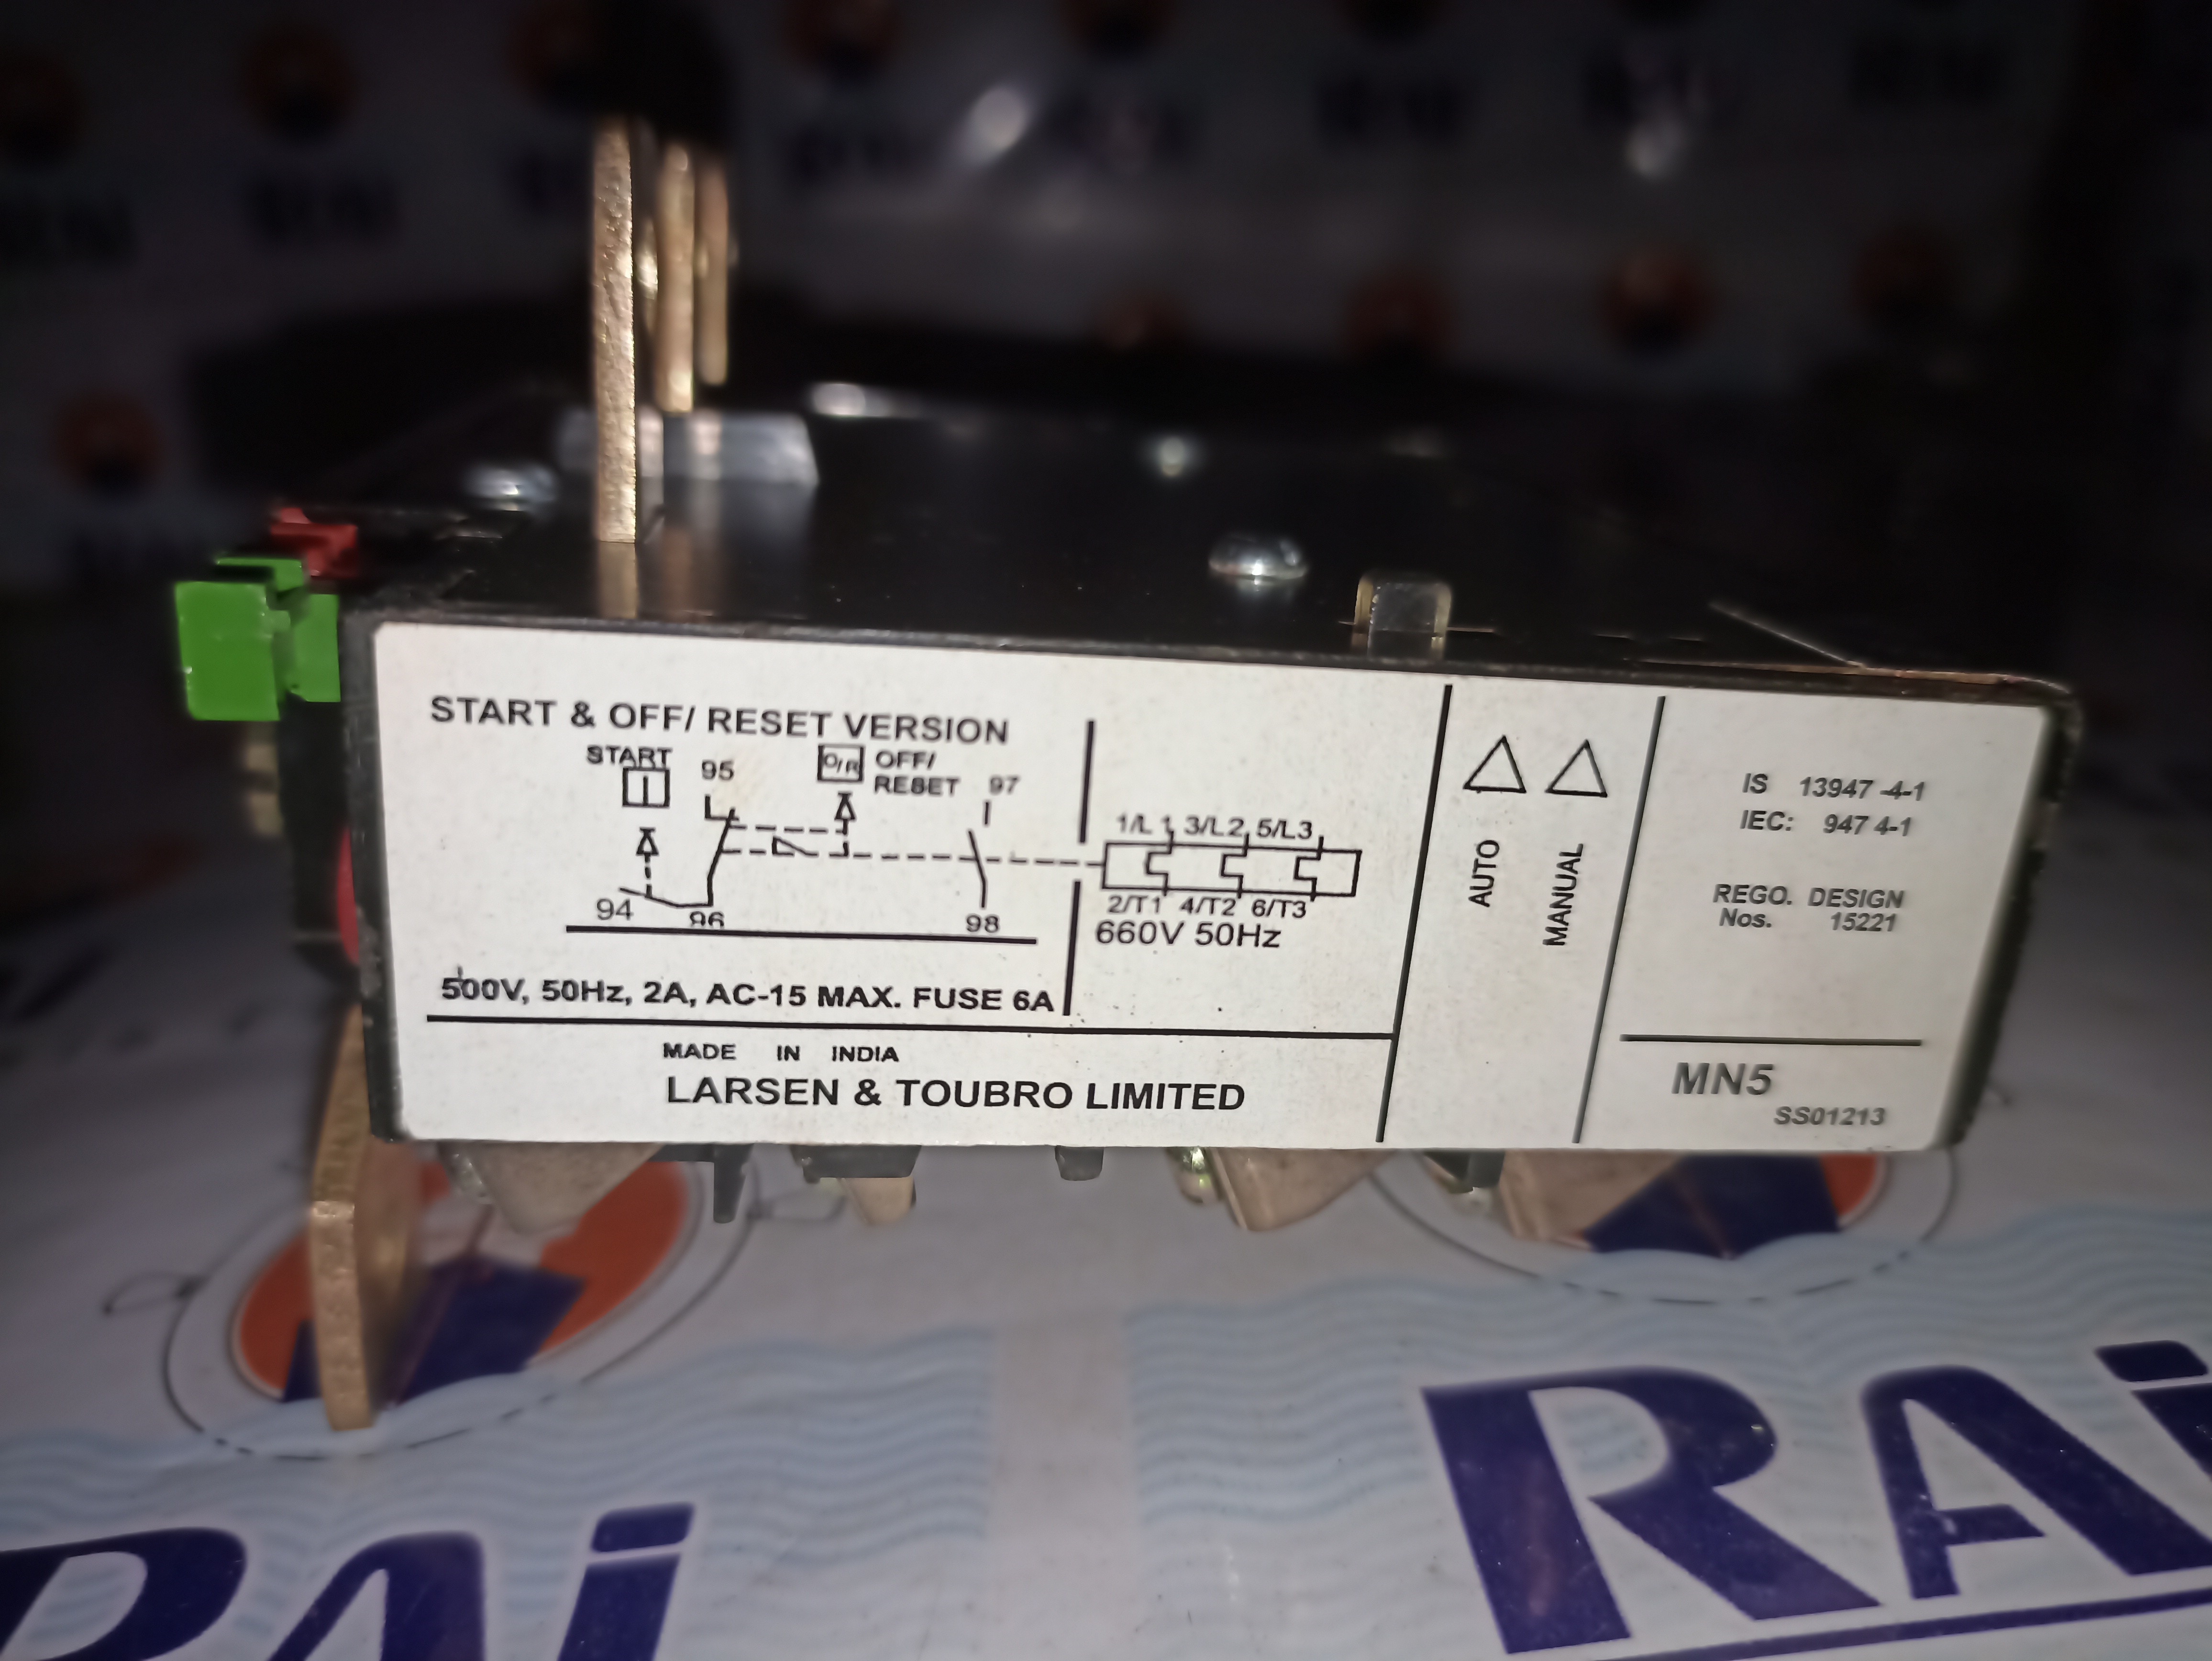 START & OFF/ RESET VERSION
START
95
O/R
OFF/
RESET
97
94
96
98
1/L1 3/L2 5/L3
2/T1 4/T2 6/T3
660V 50Hz
500V, 50Hz, 2A, AC-15 MAX. FUSE 6A
MADE IN INDIA
LARSEN & TOUBRO LIMITED
AUTO
MANUAL
IS 13947 -4-1
IEC: 947 4-1
REGO. DESIGN
Nos. 15221
MN5
SS01213
RAi
RAi